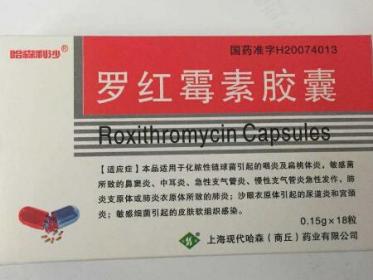 哈森利沙®
国药准字H20074013
罗红霉素胶囊
Roxithromycin Capsules
【适应症】本品适用于化脓性链球菌引起的咽炎及扁桃体炎，敏感菌
所致的鼻窦炎、中耳炎、急性支气管炎、慢性支气管炎急性发作，肺
炎支原体或肺炎衣原体所致的肺炎；沙眼衣原体引起的尿道炎和宫颈
炎；敏感细菌引起的皮肤软组织感染。
0.15g×18粒
上海现代哈森（商丘）药业有限公司